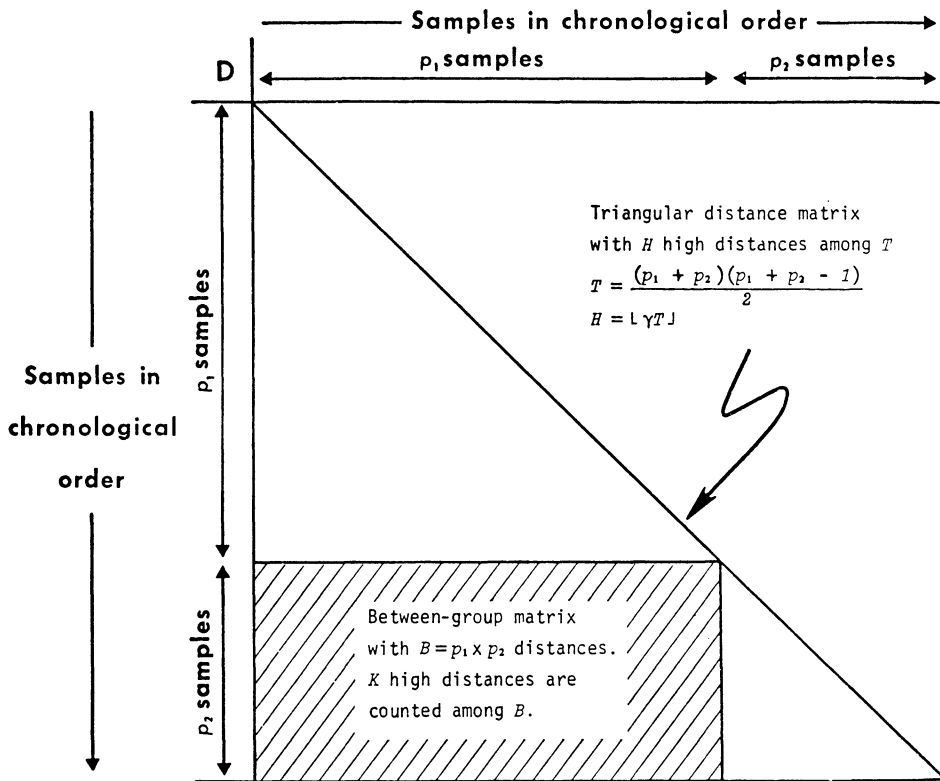 Samples in chronological order
D
p₁ samples
p₂ samples
Samples in
chronological
order
p₁ samples
p₂ samples
Triangular distance matrix
with H high distances among T
T = (p₁ + p₂)(p₁ + p₂ - 1) / 2
H = ⌊γT⌋
Between-group matrix
with B = p₁ x p₂ distances.
K high distances are
counted among B.